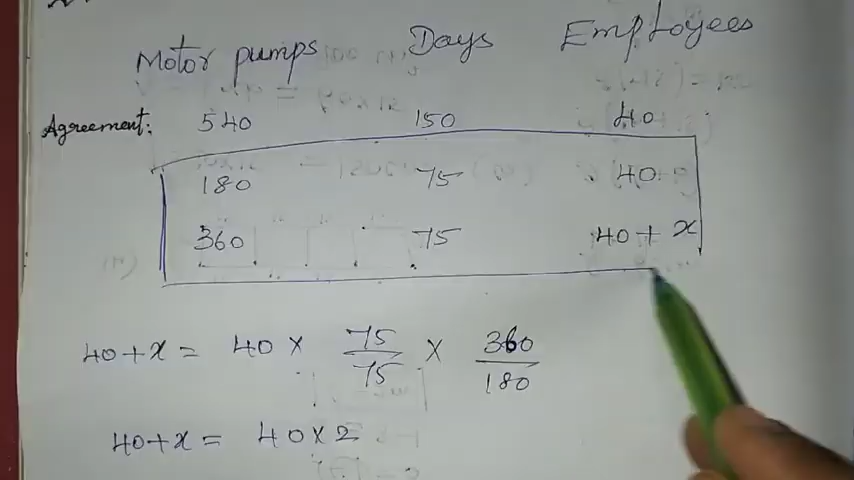 Motor pumps Days Employees
Agreement: 540 150 40
180 75 40
360 75 40 + x
40 + x = 40 × 75/75 × 360/180
40 + x = 40 × 2